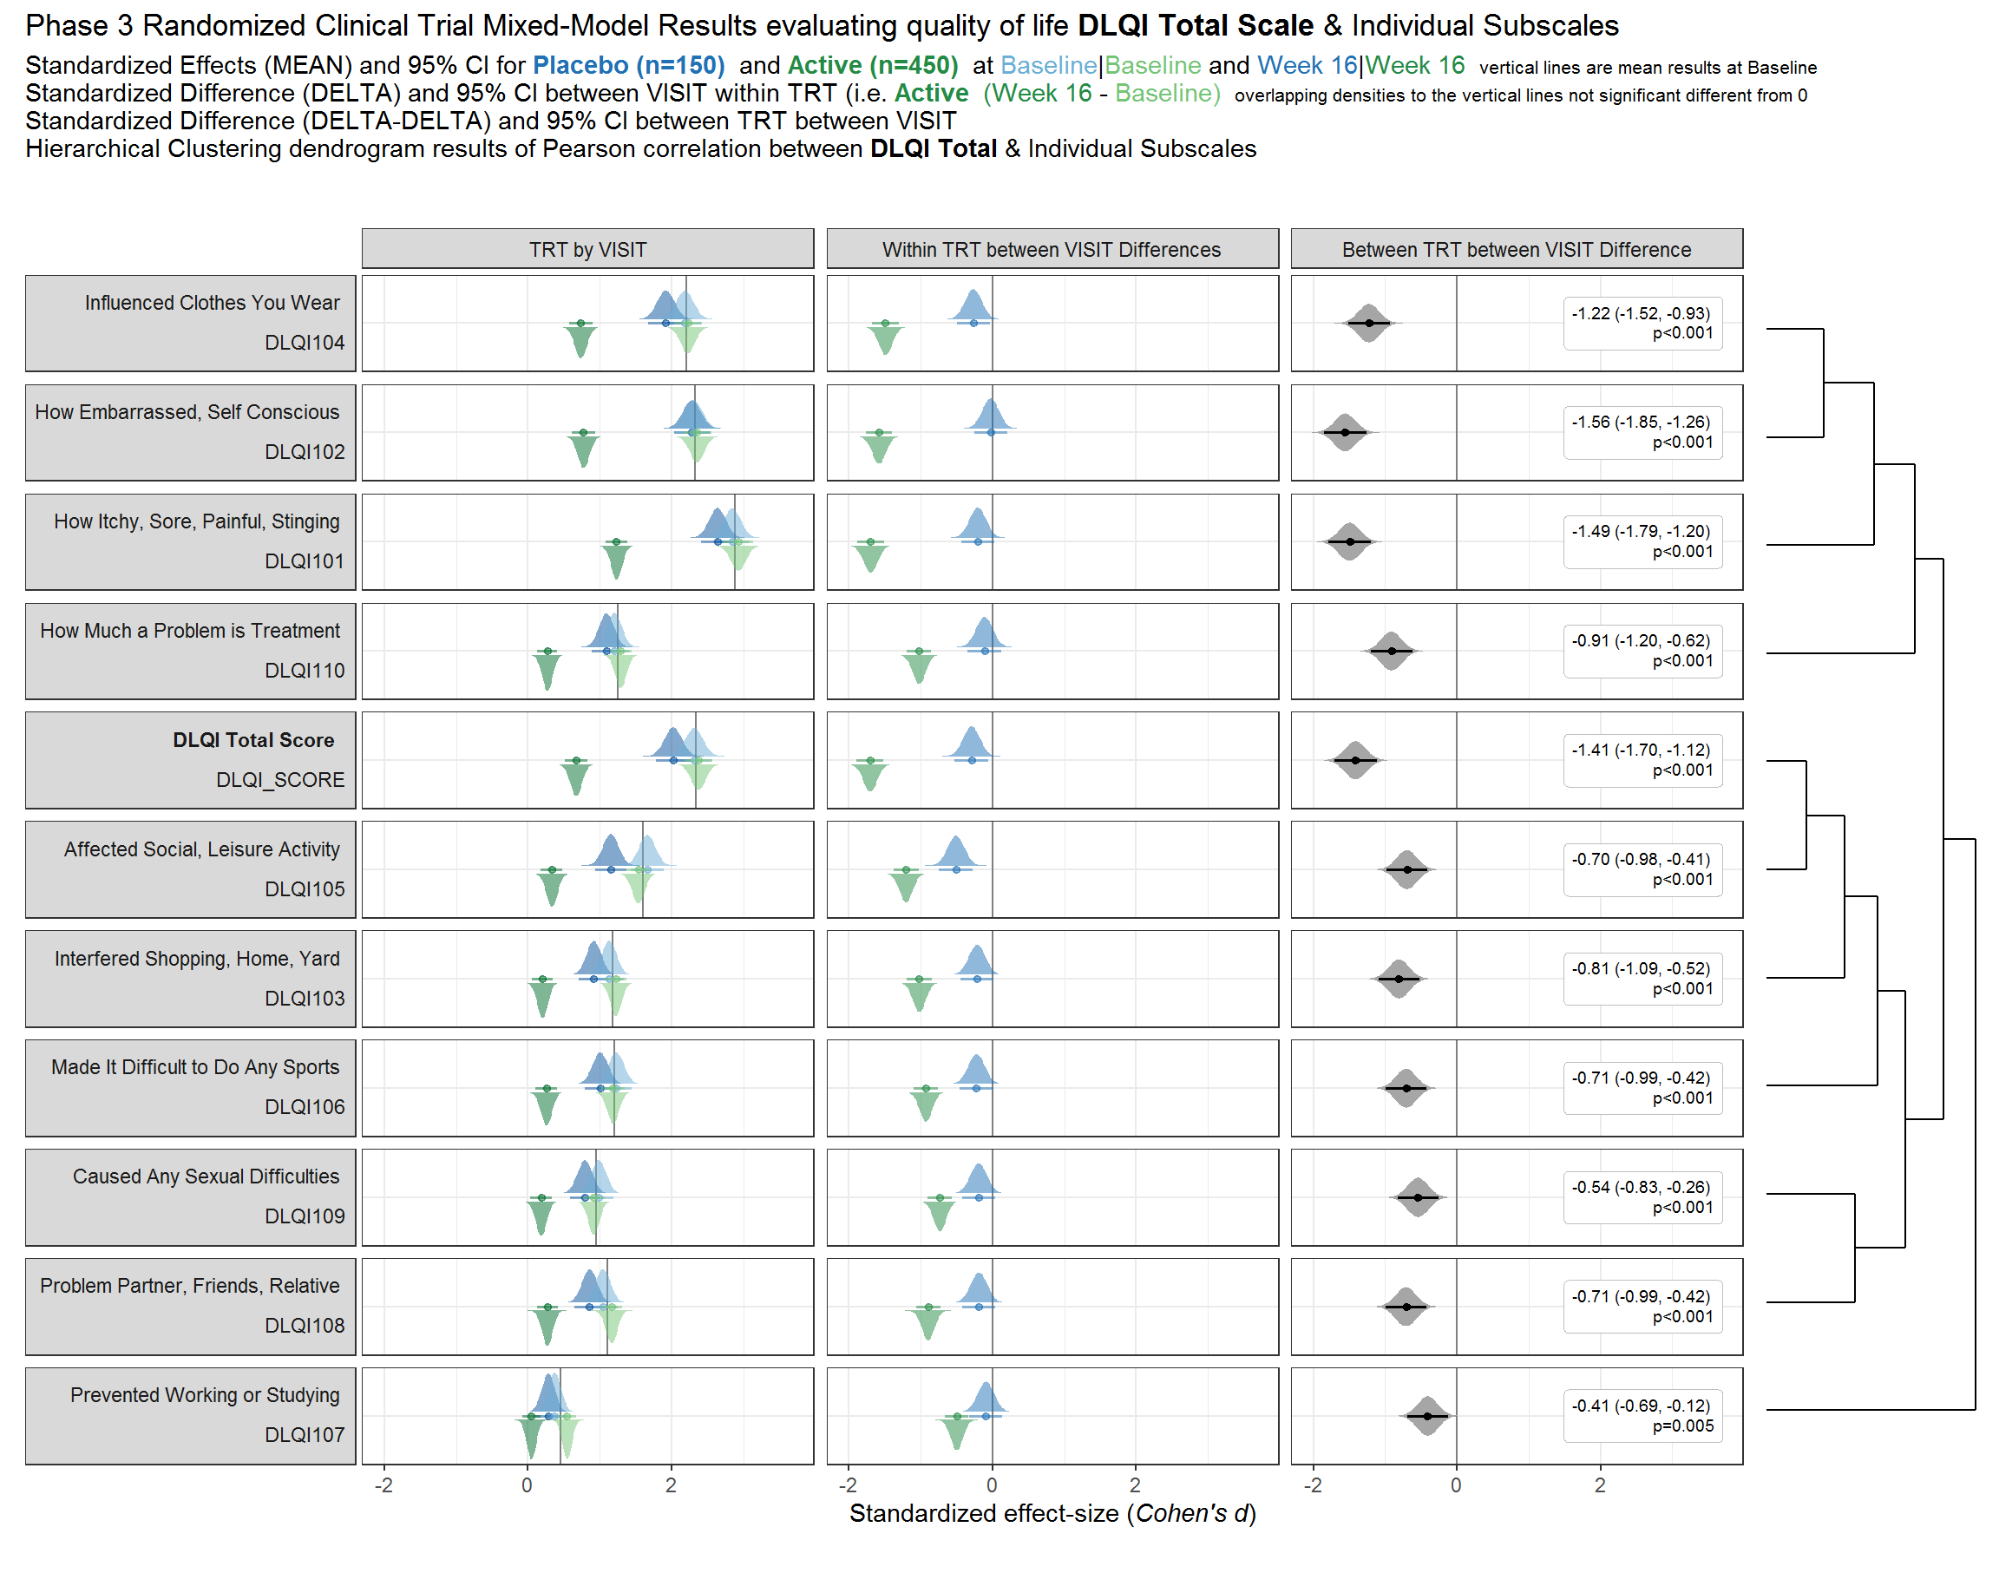 Phase 3 Randomized Clinical Trial Mixed-Model Results evaluating quality of life DLQI Total Scale & Individual Subscales
Standardized Effects (MEAN) and 95% CI for Placebo (n=150) and Active (n=450) at Baseline|Baseline and Week 16|Week 16 vertical lines are mean results at Baseline
Standardized Difference (DELTA) and 95% CI between VISIT within TRT (i.e. Active (Week 16 - Baseline) overlapping densities to the vertical lines not significant different from 0
Standardized Difference (DELTA-DELTA) and 95% CI between TRT between VISIT
Hierarchical Clustering dendrogram results of Pearson correlation between DLQI Total & Individual Subscales
TRT by VISIT
Within TRT between VISIT Differences
Between TRT between VISIT Difference
Influenced Clothes You Wear
DLQI104
-1.22 (-1.52, -0.93)
p<0.001
How Embarrassed, Self Conscious
DLQI102
-1.56 (-1.85, -1.26)
p<0.001
How Itchy, Sore, Painful, Stinging
DLQI101
-1.49 (-1.79, -1.20)
p<0.001
How Much a Problem is Treatment
DLQI110
-0.91 (-1.20, -0.62)
p<0.001
DLQI Total Score
DLQI_SCORE
-1.41 (-1.70, -1.12)
p<0.001
Affected Social, Leisure Activity
DLQI105
-0.70 (-0.98, -0.41)
p<0.001
Interfered Shopping, Home, Yard
DLQI103
-0.81 (-1.09, -0.52)
p<0.001
Made It Difficult to Do Any Sports
DLQI106
-0.71 (-0.99, -0.42)
p<0.001
Caused Any Sexual Difficulties
DLQI109
-0.54 (-0.83, -0.26)
p<0.001
Problem Partner, Friends, Relative
DLQI108
-0.71 (-0.99, -0.42)
p<0.001
Prevented Working or Studying
DLQI107
-0.41 (-0.69, -0.12)
p=0.005
-2 0 2
-2 0 2
-2 0 2
Standardized effect-size (Cohen's d)